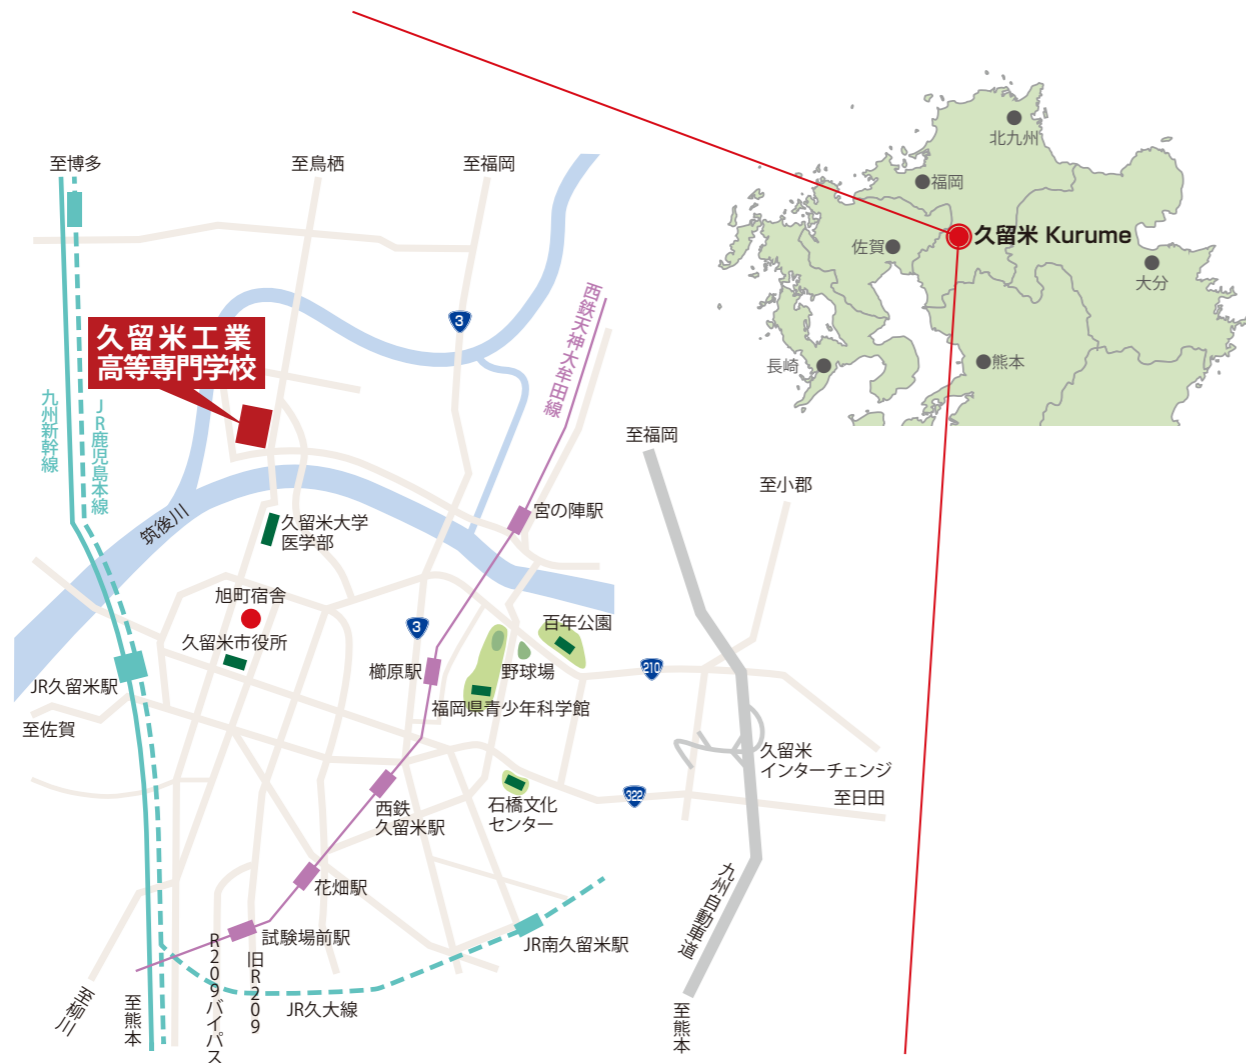 北九州
福岡
久留米 Kurume
佐賀
大分
長崎
熊本
至博多
至鳥栖
至福岡
3
西鉄天神大牟田線
久留米工業
高等専門学校
九州新幹線
JR鹿児島本線
至福岡
至小郡
筑後川
久留米大学
医学部
宮の陣駅
旭町宿舎
3
百年公園
久留米市役所
櫛原駅
野球場
210
JR久留米駅
福岡県青少年科学館
至佐賀
久留米
インターチェンジ
西鉄
久留米駅
石橋文化
センター
322
至日田
花畑駅
九州自動車道
試験場前駅
JR南久留米駅
R209バイパス
旧R209
JR久大線
至柳川
至熊本
至熊本